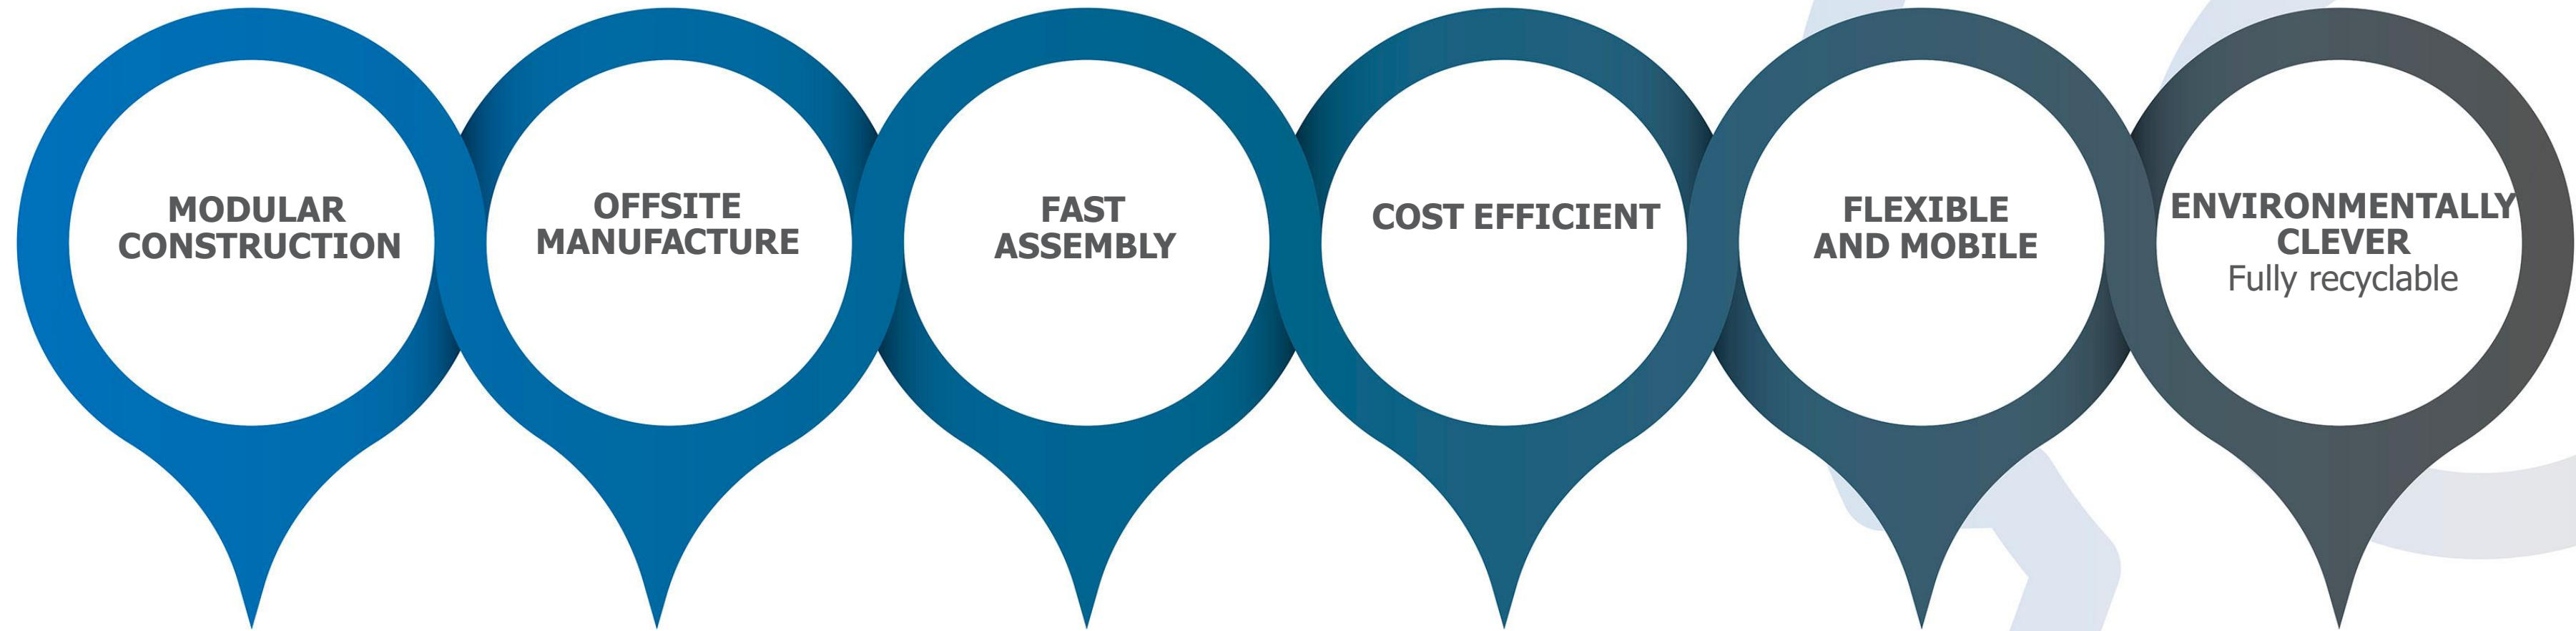 MODULAR
CONSTRUCTION
OFFSITE
MANUFACTURE
FAST
ASSEMBLY
COST EFFICIENT
FLEXIBLE
AND MOBILE
ENVIRONMENTALLY
CLEVER
Fully recyclable